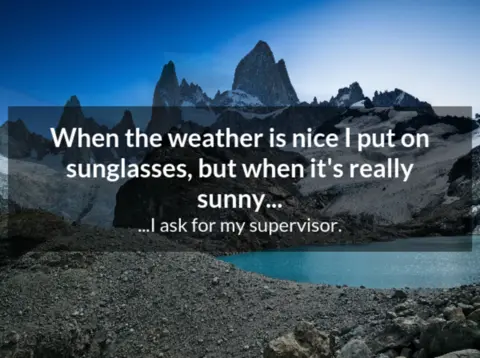 When the weather is nice I put on
sunglasses, but when it's really
sunny...
...I ask for my supervisor.